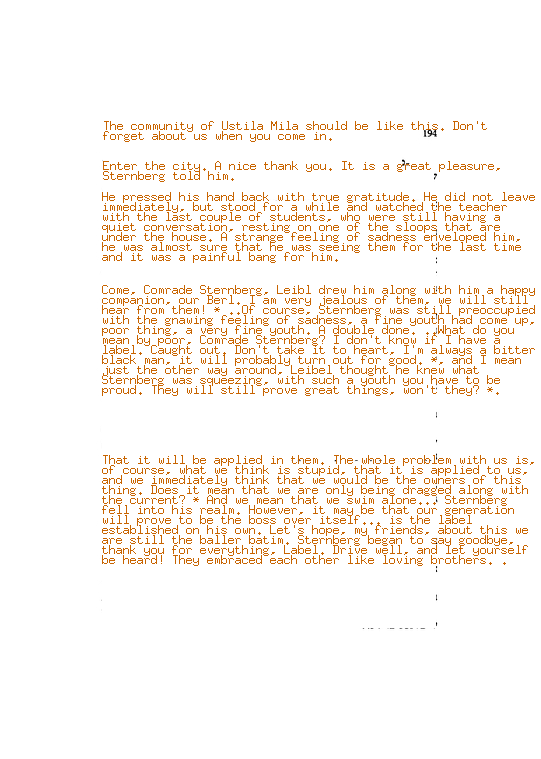 The community of Ustila Mila should be like this. Don't
forget about us when you come in.
194
Enter the city. A nice thank you. It is a great pleasure,
Sternberg told him.
He pressed his hand back with true gratitude. He did not leave
immediately, but stood for a while and watched the teacher
with the last couple of students, who were still having a
quiet conversation, resting on one of the sloops that are
under the house. A strange feeling of sadness enveloped him,
he was almost sure that he was seeing them for the last time
and it was a painful bang for him.
Come, Comrade Sternberg, Leibl drew him along with him a happy
companion, our Berl. I am very jealous of them, we will still
hear from them! * ..Of course, Sternberg was still preoccupied
with the gnawing feeling of sadness, a fine youth had come up,
poor thing, a very fine youth. A double done. ..What do you
mean by poor, Comrade Sternberg? I don't know if I have a
label. Caught out, Don't take it to heart, I'm always a bitter
black man, it will probably turn out for good. *, and I mean
just the other way around, Leibel thought he knew what
Sternberg was squeezing, with such a youth you have to be
proud. They will still prove great things, won't they? *.
That it will be applied in them. The whole problem with us is,
of course, what we think is stupid, that it is applied to us,
and we immediately think that we would be the owners of this
thing. Does it mean that we are only being dragged along with
the current? * And we mean that we swim alone... Sternberg
fell into his realm. However, it may be that our generation
will prove to be the boss over itself... is the label
established on his own. Let's hope, my friends, about this we
are still the baller batim. Sternberg began to say goodbye,
thank you for everything, Label. Drive well, and let yourself
be heard! They embraced each other like loving brothers. .